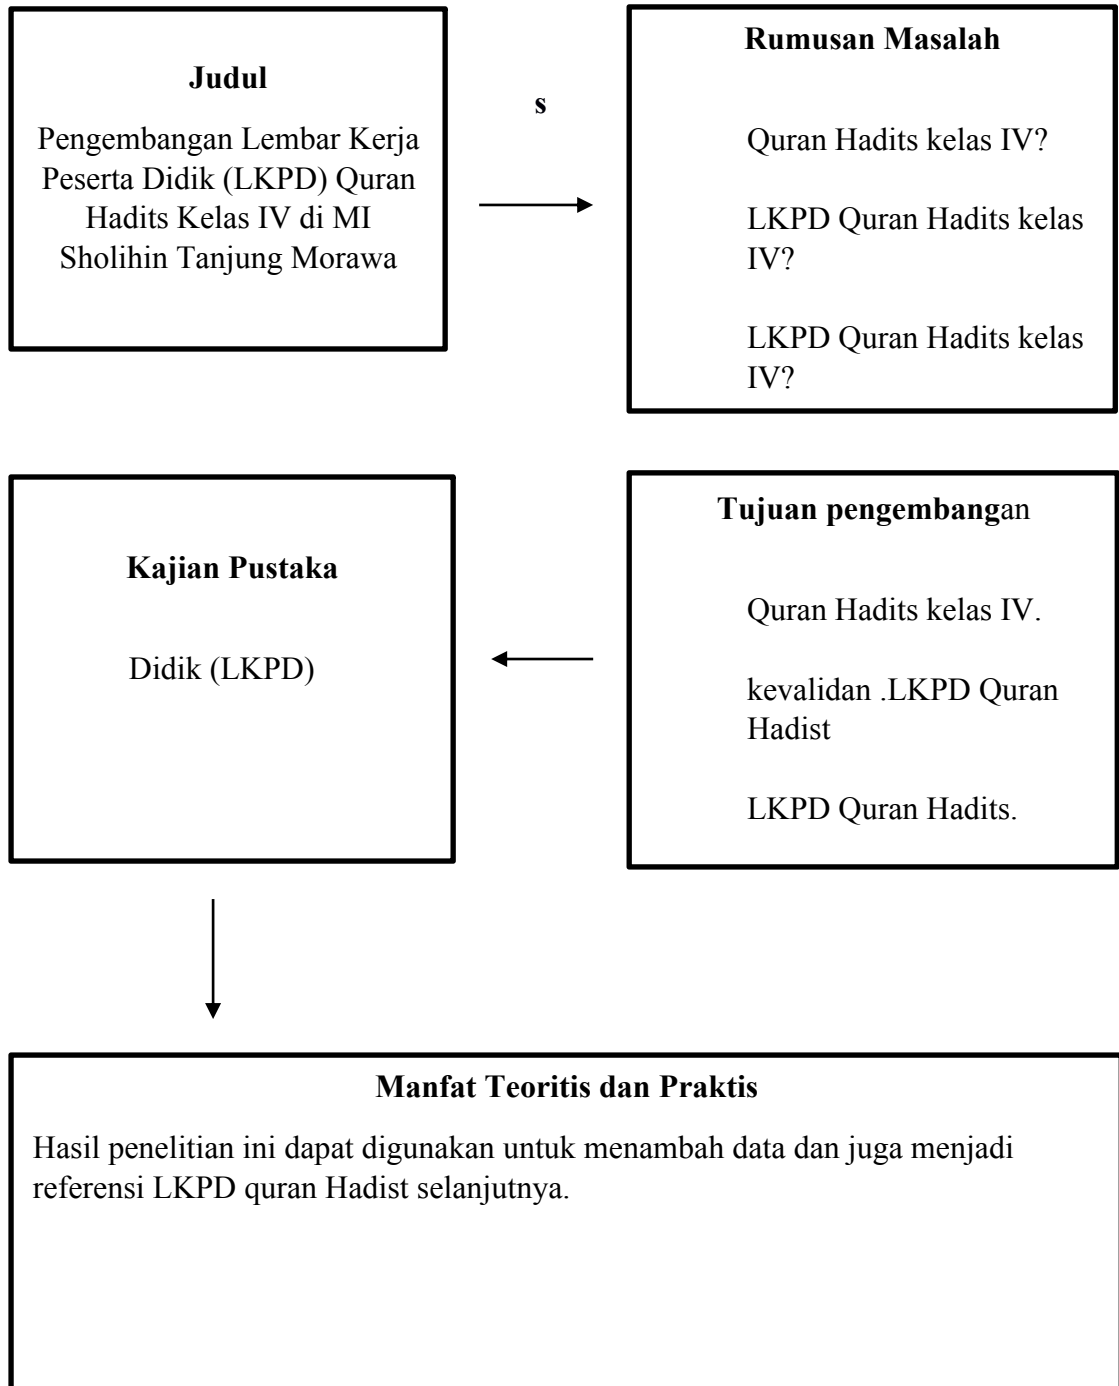 Judul
Pengembangan Lembar Kerja
Peserta Didik (LKPD) Quran
Hadits Kelas IV di MI
Sholihin Tanjung Morawa
s
Rumusan Masalah
Quran Hadits kelas IV?
LKPD Quran Hadits kelas
IV?
LKPD Quran Hadits kelas
IV?
Tujuan pengembangan
Quran Hadits kelas IV.
kevalidan .LKPD Quran
Hadist
LKPD Quran Hadits.
Kajian Pustaka
Didik (LKPD)
Manfat Teoritis dan Praktis
Hasil penelitian ini dapat digunakan untuk menambah data dan juga menjadi
referensi LKPD quran Hadist selanjutnya.